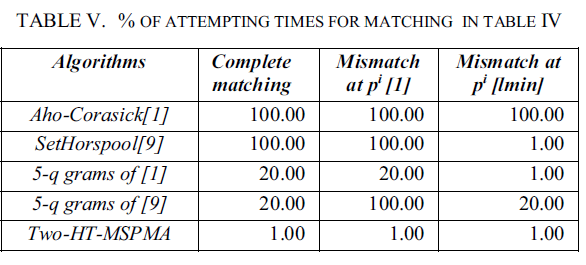 TABLE V. % OF ATTEMPTING TIMES FOR MATCHING IN TABLE IV
Algorithms Complete matching Mismatch at pⁱ [1] Mismatch at pⁱ [lmin]
Aho-Corasick[1] 100.00 100.00 100.00
SetHorspool[9] 100.00 100.00 1.00
5-q grams of [1] 20.00 20.00 1.00
5-q grams of [9] 20.00 100.00 20.00
Two-HT-MSPMA 1.00 1.00 1.00